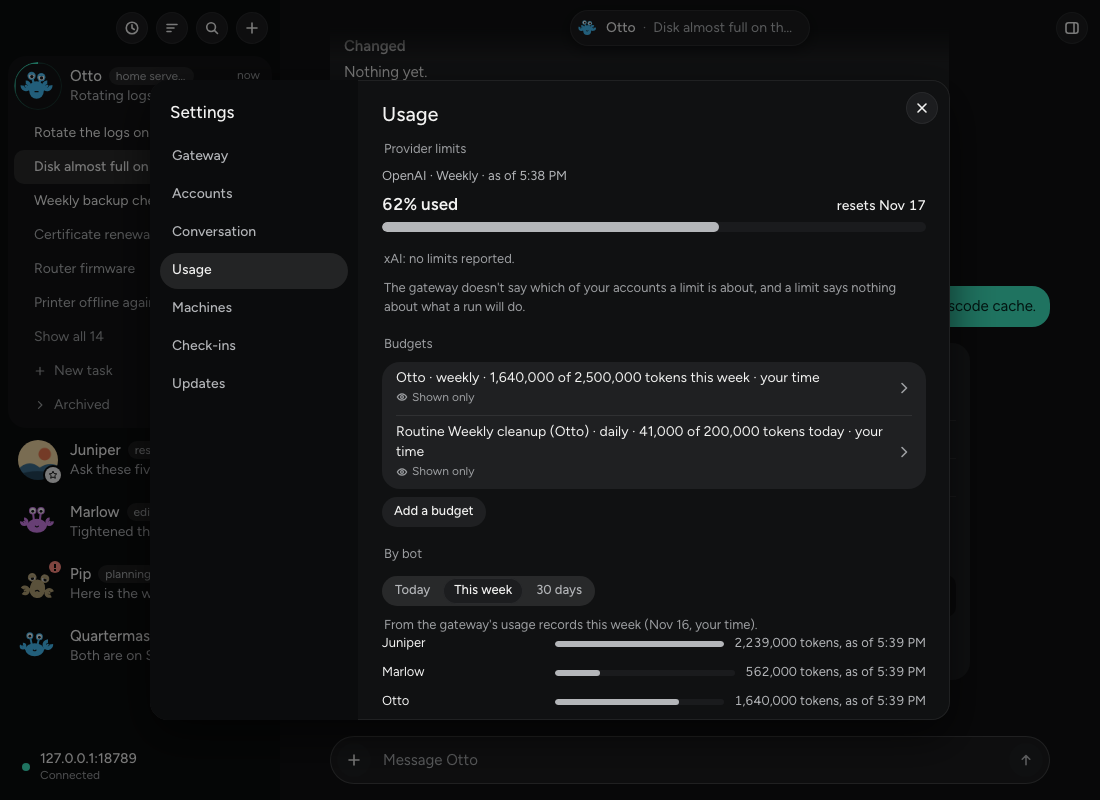 Otto · Disk almost full on th...
Changed
Nothing yet.
Otto home serve... now
Rotating logs
Rotate the logs on
Disk almost full on
Weekly backup che
Certificate renewa
Router firmware
Printer offline agai
Show all 14
+ New task
Archived
Juniper res
Ask these fiv
Marlow edi
Tightened th
Pip planning
Here is the w
Quartermas
Both are on S
127.0.0.1:18789
Connected
Settings
Gateway
Accounts
Conversation
Usage
Machines
Check-ins
Updates
Usage
Provider limits
OpenAI · Weekly · as of 5:38 PM
62% used resets Nov 17
xAI: no limits reported.
The gateway doesn't say which of your accounts a limit is about, and a limit says nothing
about what a run will do.
Budgets
Otto · weekly · 1,640,000 of 2,500,000 tokens this week · your time
Shown only
Routine Weekly cleanup (Otto) · daily · 41,000 of 200,000 tokens today · your
time
Shown only
Add a budget
By bot
Today This week 30 days
From the gateway's usage records this week (Nov 16, your time).
Juniper 2,239,000 tokens, as of 5:39 PM
Marlow 562,000 tokens, as of 5:39 PM
Otto 1,640,000 tokens, as of 5:39 PM
scode cache.
Message Otto